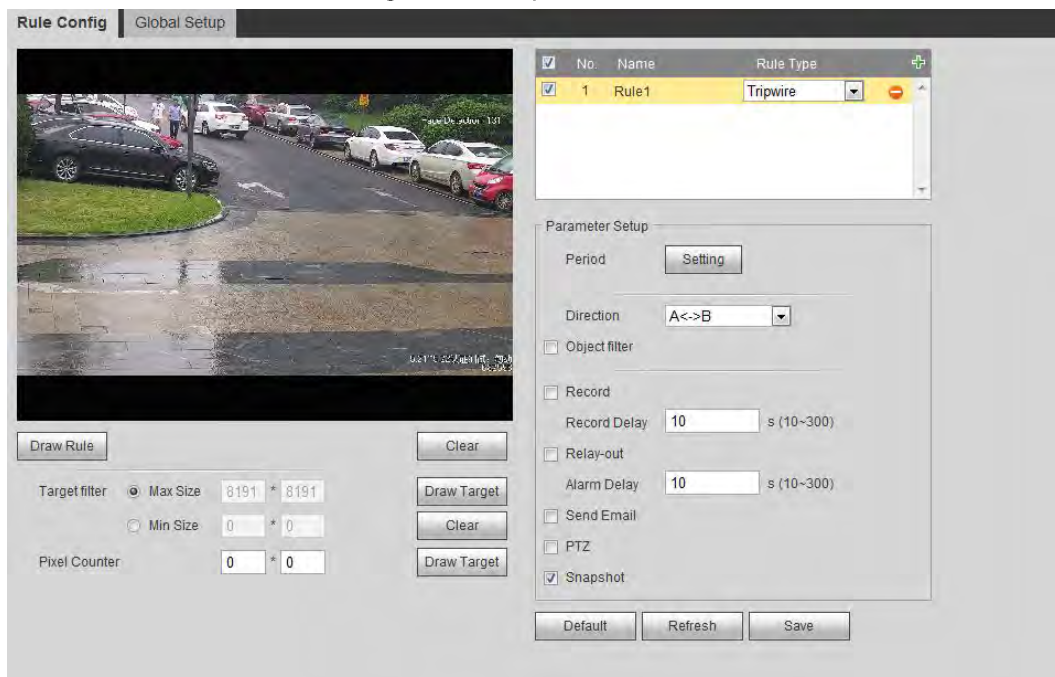 Rule Config Global Setup
No. Name Rule Type
1 Rule1 Tripwire
Parameter Setup
Period Setting
Direction A<->B
Object filter
Record
Record Delay 10 s (10~300)
Relay-out
Alarm Delay 10 s (10~300)
Send Email
PTZ
Snapshot
Default Refresh Save
Draw Rule Clear
Target filter Max Size 8191 * 8191 Draw Target
Min Size 0 * 0 Clear
Pixel Counter 0 * 0 Draw Target